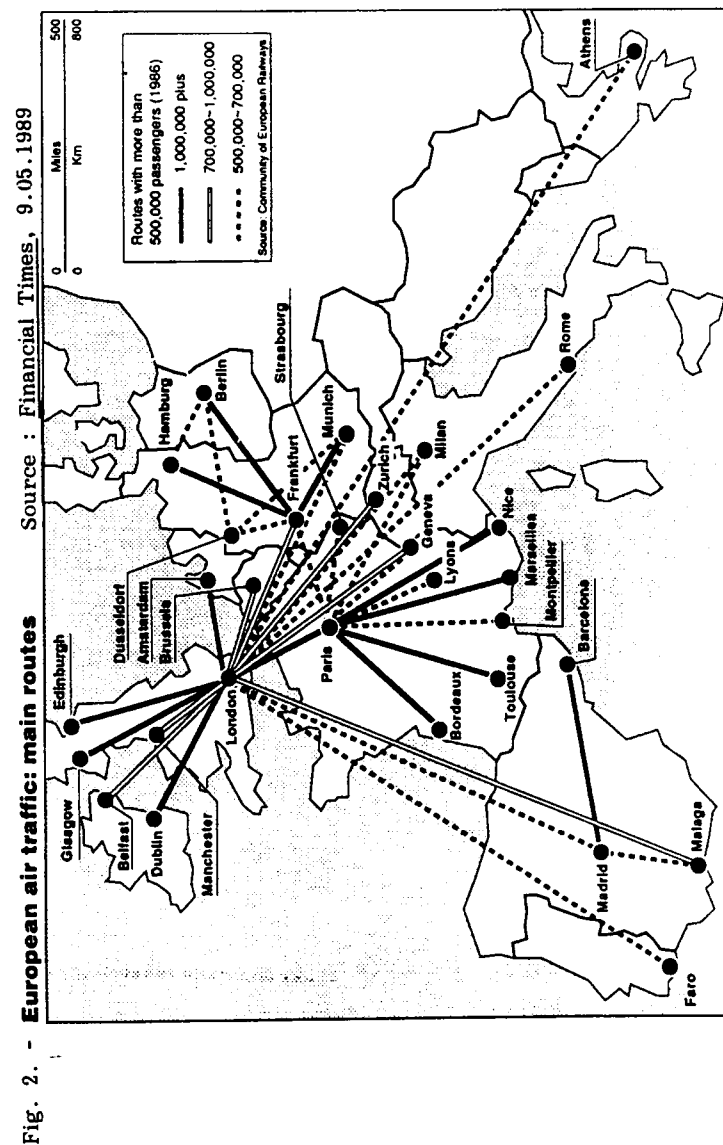 Fig. 2. - European air traffic: main routes
Source : Financial Times, 9.05.1989
0 Miles 500
0 Km 800
Routes with more than
500,000 passengers (1986)
1,000,000 plus
700,000~1,000,000
500,000~700,000
Source: Community of European Railways
Edinburgh
Glasgow
Belfast
Dublin
Manchester
London
Dusseldorf
Amsterdam
Brussels
Hamburg
Berlin
Frankfurt
Strasbourg
Munich
Zurich
Milan
Geneva
Lyons
Paris
Nice
Marseilles
Montpellier
Toulouse
Bordeaux
Barcelona
Madrid
Malaga
Faro
Rome
Athens